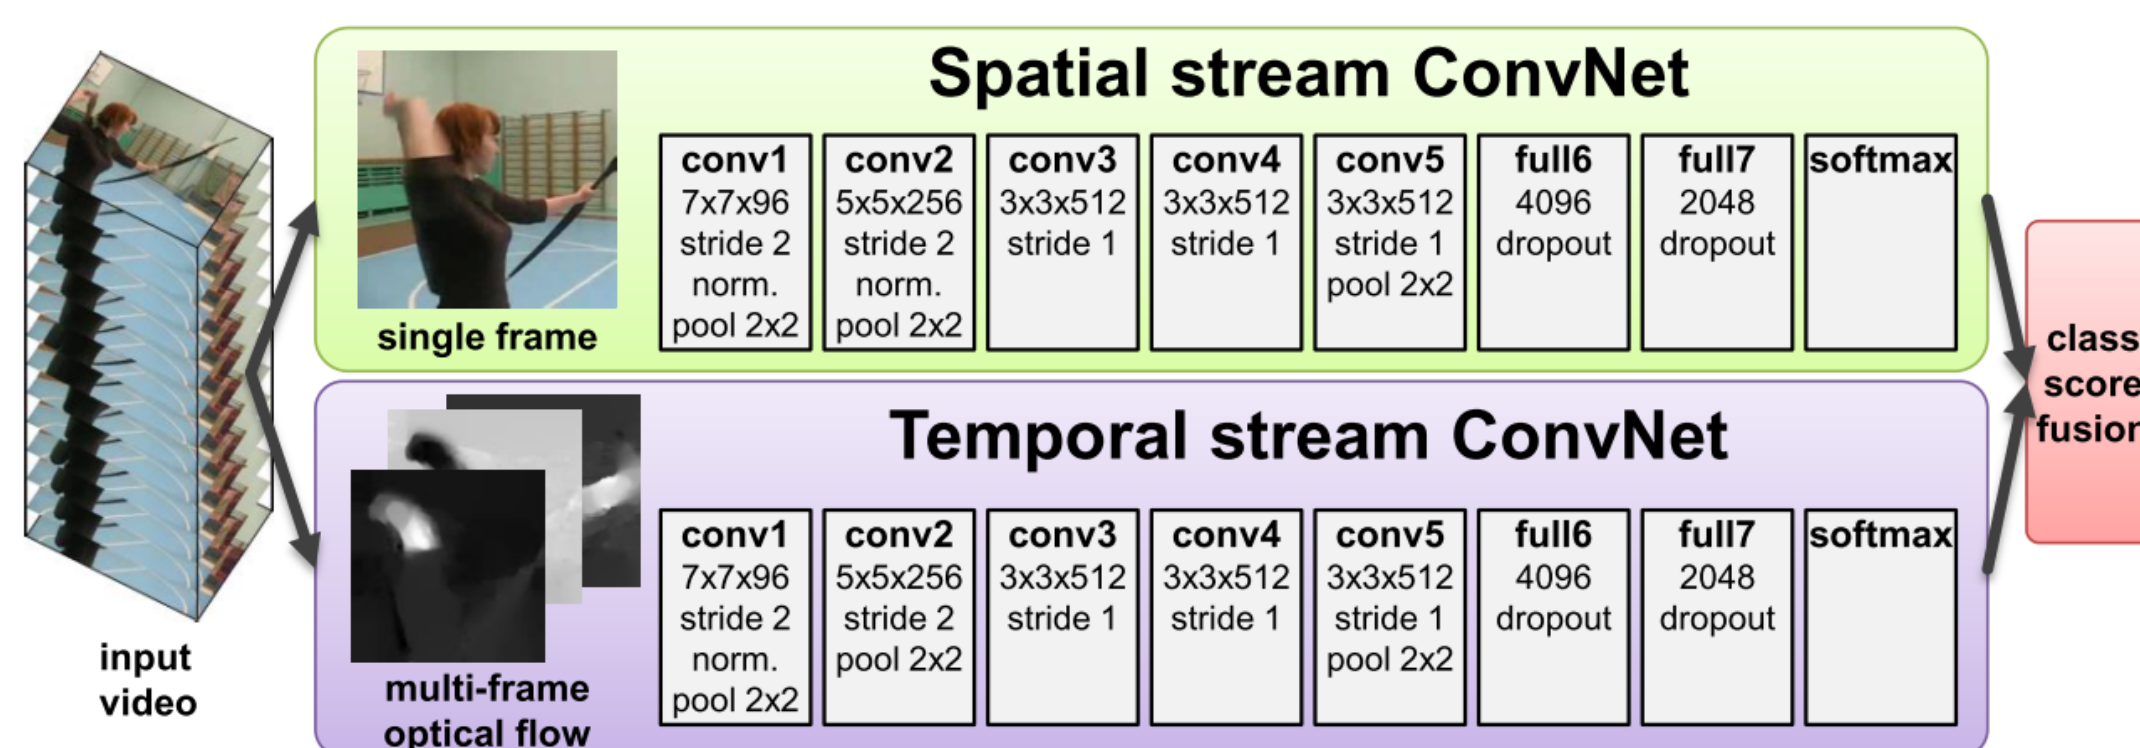 Spatial stream ConvNet
single frame
conv1
7x7x96
stride 2
norm.
pool 2x2
conv2
5x5x256
stride 2
norm.
pool 2x2
conv3
3x3x512
stride 1
conv4
3x3x512
stride 1
conv5
3x3x512
stride 1
pool 2x2
full6
4096
dropout
full7
2048
dropout
softmax
input
video
Temporal stream ConvNet
multi-frame
optical flow
conv1
7x7x96
stride 2
norm.
pool 2x2
conv2
5x5x256
stride 2
pool 2x2
conv3
3x3x512
stride 1
conv4
3x3x512
stride 1
conv5
3x3x512
stride 1
pool 2x2
full6
4096
dropout
full7
2048
dropout
softmax
class
score
fusion